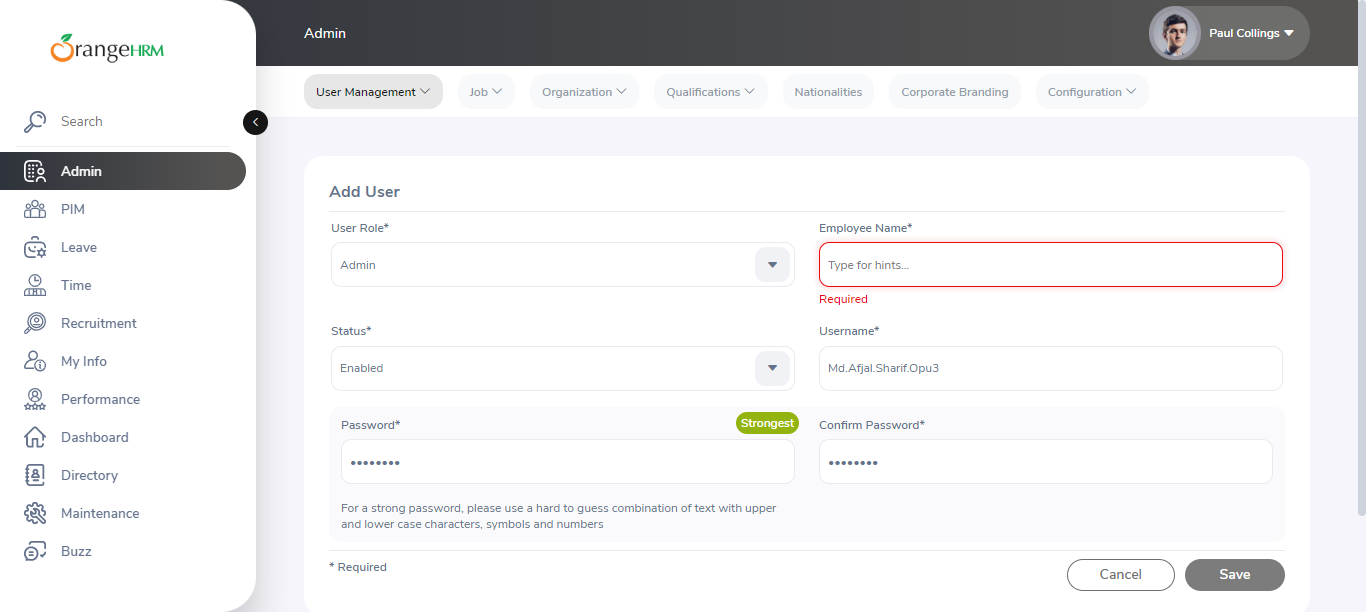 OrangeHRM
Admin
Paul Collings
User Management
Job
Organization
Qualifications
Nationalities
Corporate Branding
Configuration
Search
Admin
PIM
Leave
Time
Recruitment
My Info
Performance
Dashboard
Directory
Maintenance
Buzz
Add User
User Role*
Admin
Employee Name*
Type for hints...
Required
Status*
Enabled
Username*
Md.Afjal.Sharif.Opu3
Password*
Strongest
Confirm Password*
For a strong password, please use a hard to guess combination of text with upper
and lower case characters, symbols and numbers
* Required
Cancel
Save